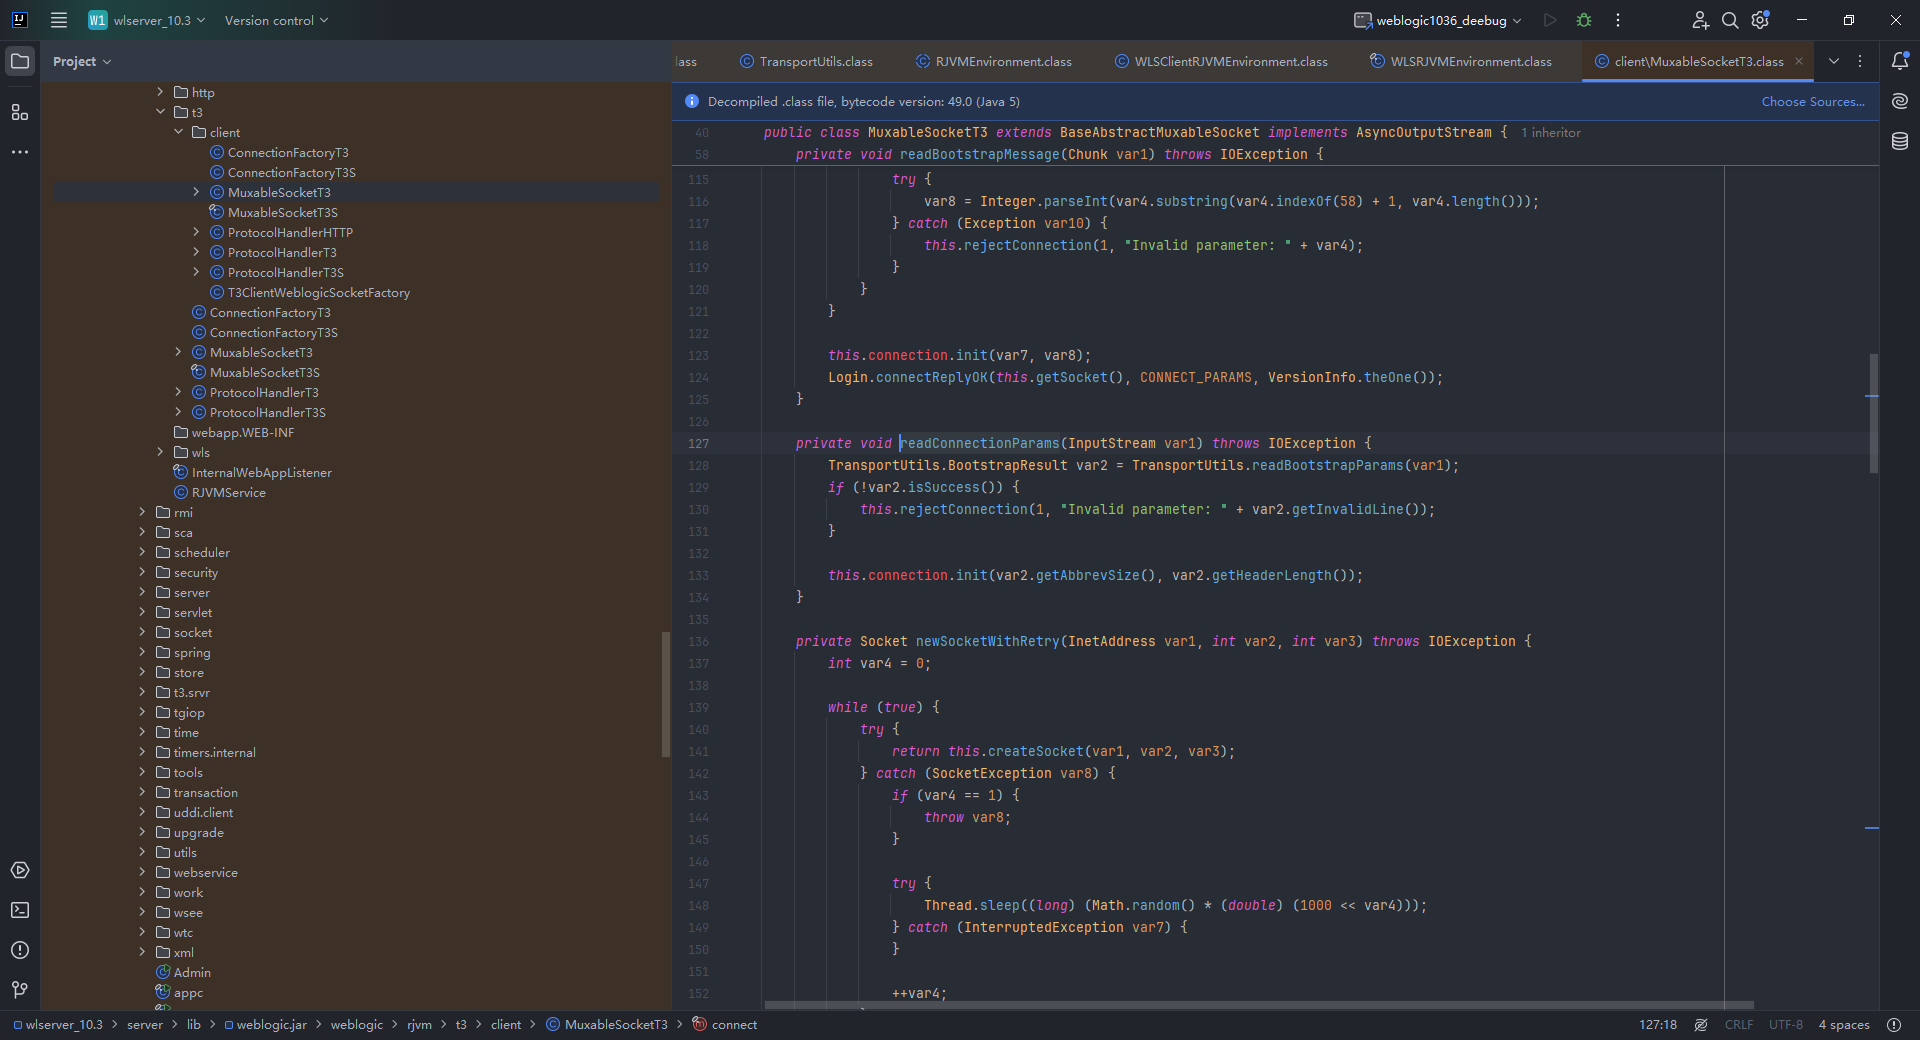 W1 wlserver_10.3 Version control weblogic1036_deebug
Project
lass TransportUtils.class RJVMEnvironment.class WLSClientRJVMEnvironment.class WLSRJVMEnvironment.class client\MuxableSocketT3.class
Decompiled .class file, bytecode version: 49.0 (Java 5) Choose Sources...
http
t3
client
ConnectionFactoryT3
ConnectionFactoryT3S
MuxableSocketT3
MuxableSocketT3S
ProtocolHandlerHTTP
ProtocolHandlerT3
ProtocolHandlerT3S
T3ClientWeblogicSocketFactory
ConnectionFactoryT3
ConnectionFactoryT3S
MuxableSocketT3
MuxableSocketT3S
ProtocolHandlerT3
ProtocolHandlerT3S
webapp.WEB-INF
wls
InternalWebAppListener
RJVMService
rmi
sca
scheduler
security
server
servlet
socket
spring
store
t3.srvr
tgiop
time
timers.internal
tools
transaction
uddi.client
upgrade
utils
webservice
work
wsee
wtc
xml
Admin
appc
40 public class MuxableSocketT3 extends BaseAbstractMuxableSocket implements AsyncOutputStream { 1 inheritor
58 private void readBootstrapMessage(Chunk var1) throws IOException {
115 try {
116 var8 = Integer.parseInt(var4.substring(var4.indexOf(58) + 1, var4.length()));
117 } catch (Exception var10) {
118 this.rejectConnection(1, "Invalid parameter: " + var4);
119 }
120 }
121 }
122
123 this.connection.init(var7, var8);
124 Login.connectReplyOK(this.getSocket(), CONNECT_PARAMS, VersionInfo.theOne());
125 }
126
127 private void readConnectionParams(InputStream var1) throws IOException {
128 TransportUtils.BootstrapResult var2 = TransportUtils.readBootstrapParams(var1);
129 if (!var2.isSuccess()) {
130 this.rejectConnection(1, "Invalid parameter: " + var2.getInvalidLine());
131 }
132
133 this.connection.init(var2.getAbbrevSize(), var2.getHeaderLength());
134 }
135
136 private Socket newSocketWithRetry(InetAddress var1, int var2, int var3) throws IOException {
137 int var4 = 0;
138
139 while (true) {
140 try {
141 return this.createSocket(var1, var2, var3);
142 } catch (SocketException var8) {
143 if (var4 == 1) {
144 throw var8;
145 }
146
147 try {
148 Thread.sleep((long) (Math.random() * (double) (1000 << var4)));
149 } catch (InterruptedException var7) {
150 }
151
152 ++var4;
wlserver_10.3 > server > lib > weblogic.jar > weblogic > rjvm > t3 > client > MuxableSocketT3 > connect 127:18 CRLF UTF-8 4 spaces